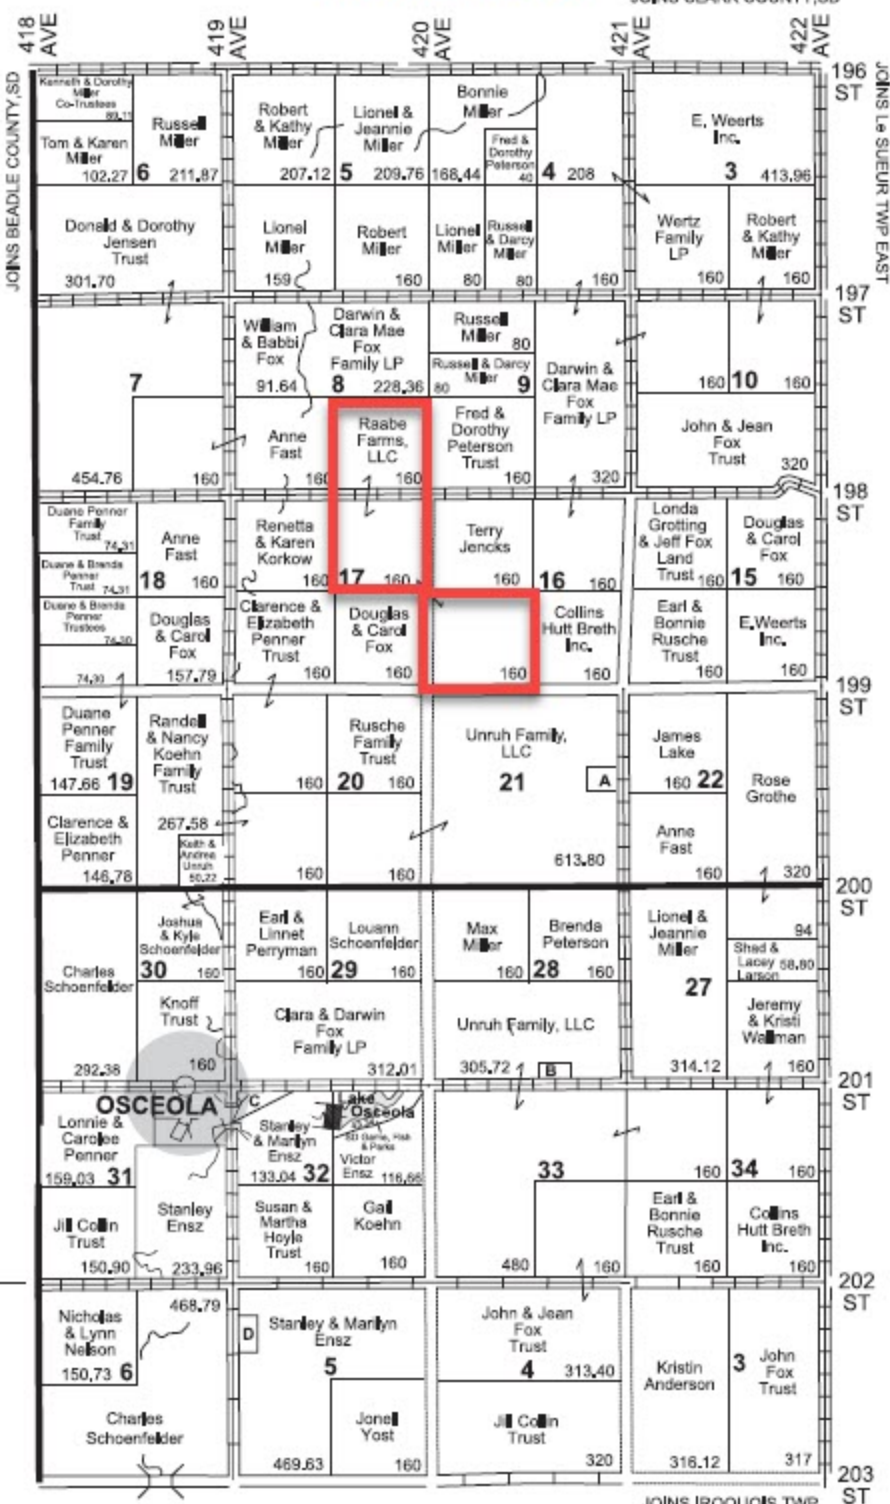 JOINS CLARK COUNTY,SD
418 AVE
419 AVE
420 AVE
421 AVE
422 AVE
JOINS BEADLE COUNTY,SD
JOINS Le SUEUR TWP EAST
196
ST
Kenneth & Dorothy
Miller
Co-Trustees
69.11
Tom & Karen
Miller
102.27
6
Russell
Miller
211.87
Robert
& Kathy
Miller
207.12
5
Lionel &
Jeannie
Miller
209.76
Bonnie
Miller
168.44
Fred &
Dorothy
Peterson
40
4
208
E. Weerts
Inc.
3
413.96
Donald & Dorothy
Jensen
Trust
301.70
Lionel
Miller
159
Robert
Miller
160
Lionel
Miller
80
Russell
& Darcy
Miller
80
160
Wertz
Family
LP
160
Robert
& Kathy
Miller
160
197
ST
7
454.76
160
William
& Babbi
Fox
91.64
Darwin &
Clara Mae
Fox
Family LP
8
228.36
Russell
Miller
80
Russell & Darcy
Miller
80
9
Darwin &
Clara Mae
Fox
Family LP
320
160
10
160
Anne
Fast
160
Raabe
Farms,
LLC
160
Fred &
Dorothy
Peterson
Trust
160
John & Jean
Fox
Trust
320
198
ST
Duane Penner
Family
Trust
74.31
Duane & Brenda
Penner
Trust
74.31
Anne
Fast
18
160
Renetta
& Karen
Korkow
160
17
160
Terry
Jencks
160
16
160
Londa
Grotting
& Jeff Fox
Land
Trust
160
Douglas
& Carol
Fox
15
160
Duane & Brenda
Penner
Trustees
74.30
74.30
Douglas
& Carol
Fox
157.79
Clarence &
Elizabeth
Penner
Trust
160
Douglas
& Carol
Fox
160
160
Collins
Hutt Breth
Inc.
160
Earl &
Bonnie
Rusche
Trust
160
E.Weerts
Inc.
160
199
ST
Duane
Penner
Family
Trust
147.66
19
Randell
& Nancy
Koehn
Family
Trust
267.58
160
Rusche
Family
Trust
20
160
Unruh Family,
LLC
21
A
613.80
James
Lake
160
22
Rose
Grothe
320
Clarence &
Elizabeth
Penner
146.78
Keith &
Andrea
Unruh
50.22
160
160
Anne
Fast
160
200
ST
Charles
Schoenfelder
292.38
Joshua
& Kyle
Schoenfelder
30
160
Earl &
Linnet
Perryman
160
Louann
Schoenfelder
29
160
Max
Miller
160
Brenda
Peterson
28
160
Lionel &
Jeannie
Miller
27
314.12
94
Shad &
Lacey
Larson
58.80
Knoff
Trust
160
Clara & Darwin
Fox
Family LP
312.01
Unruh Family, LLC
305.72
B
Jeremy
& Kristi
Wallman
160
201
ST
OSCEOLA
C
Lake
Osceola
SD Game, Fish
& Parks
Lonnie &
Carolee
Penner
159.03
31
Stanley
& Marilyn
Ensz
133.04
32
Victor
Ensz
116.66
33
480
160
160
34
160
Jill Collin
Trust
150.90
Stanley
Ensz
233.96
Susan &
Martha
Hoyle
Trust
160
Gail
Koehn
160
Earl &
Bonnie
Rusche
Trust
160
Collins
Hutt Breth
Inc.
160
202
ST
Nicholas
& Lynn
Nelson
150.73
6
468.79
D
Stanley & Marilyn
Ensz
5
469.63
John & Jean
Fox
Trust
4
313.40
Kristin
Anderson
316.12
3
John
Fox
Trust
317
Charles
Schoenfelder
Jonell
Yost
160
Jill Collin
Trust
320
203
ST
JOINS IROQUOIS TWP